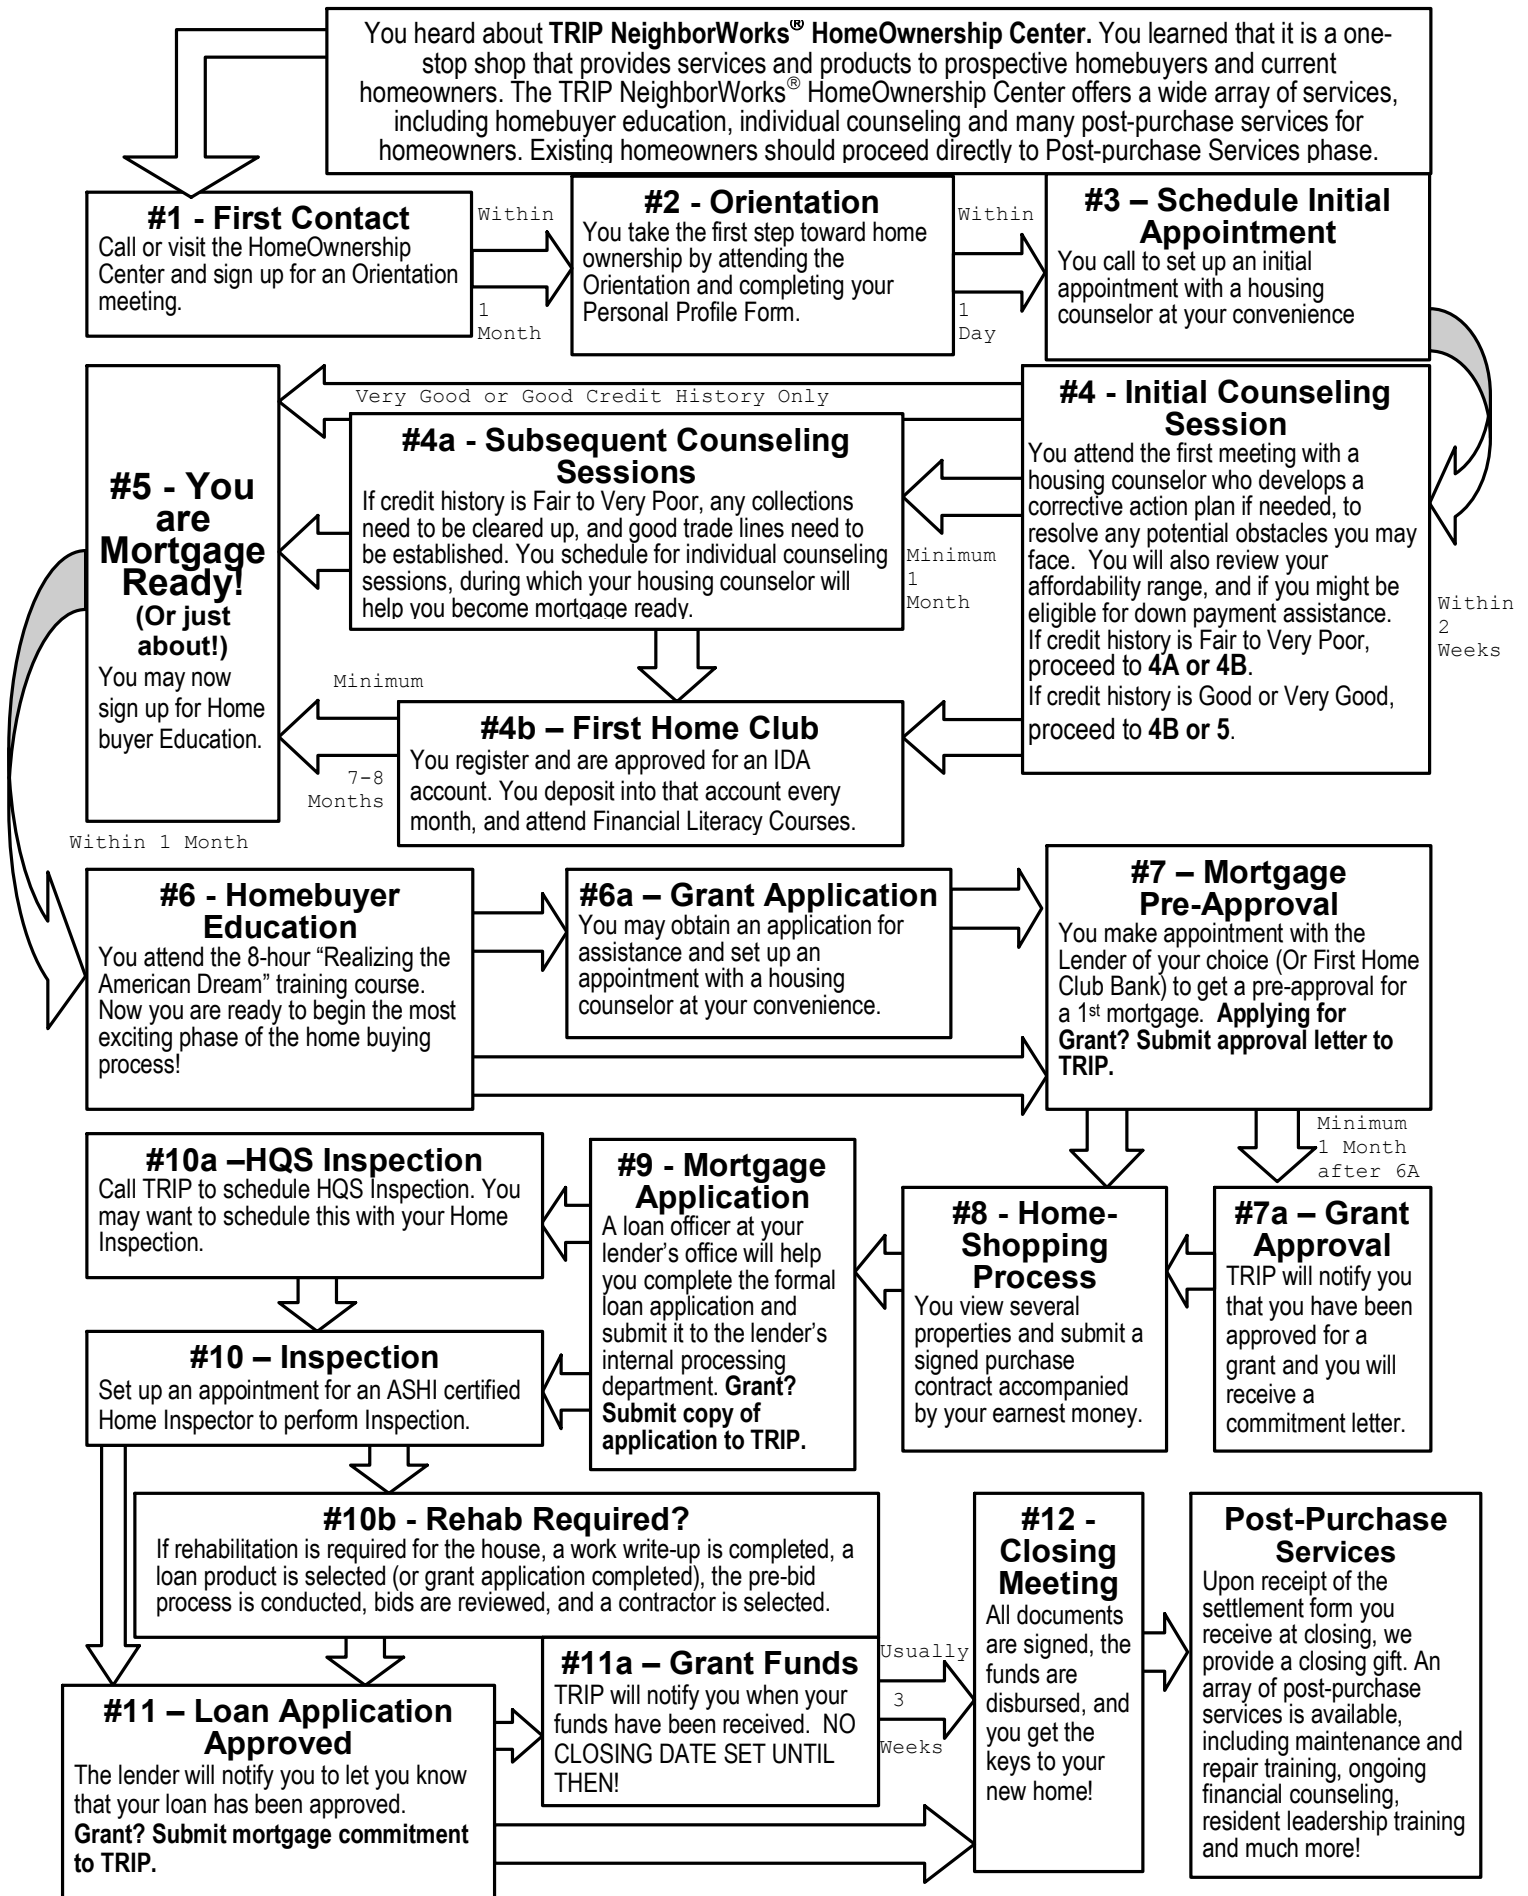 You heard about TRIP NeighborWorks® HomeOwnership Center. You learned that it is a one-
stop shop that provides services and products to prospective homebuyers and current
homeowners. The TRIP NeighborWorks® HomeOwnership Center offers a wide array of services,
including homebuyer education, individual counseling and many post-purchase services for
homeowners. Existing homeowners should proceed directly to Post-purchase Services phase.
#1 - First Contact
Call or visit the HomeOwnership
Center and sign up for an Orientation
meeting.
Within
1
Month
#2 - Orientation
You take the first step toward home
ownership by attending the
Orientation and completing your
Personal Profile Form.
Within
1
Day
#3 – Schedule Initial
Appointment
You call to set up an initial
appointment with a housing
counselor at your convenience
Within
2
Weeks
#4 - Initial Counseling
Session
You attend the first meeting with a
housing counselor who develops a
corrective action plan if needed, to
resolve any potential obstacles you may
face. You will also review your
affordability range, and if you might be
eligible for down payment assistance.
If credit history is Fair to Very Poor,
proceed to 4A or 4B.
If credit history is Good or Very Good,
proceed to 4B or 5.
Very Good or Good Credit History Only
Minimum
1
Month
#4a - Subsequent Counseling
Sessions
If credit history is Fair to Very Poor, any collections
need to be cleared up, and good trade lines need to
be established. You schedule for individual counseling
sessions, during which your housing counselor will
help you become mortgage ready.
#4b – First Home Club
You register and are approved for an IDA
account. You deposit into that account every
month, and attend Financial Literacy Courses.
Minimum
7-8
Months
#5 - You
are
Mortgage
Ready!
(Or just
about!)
You may now
sign up for Home
buyer Education.
Within 1 Month
#6 - Homebuyer
Education
You attend the 8-hour “Realizing the
American Dream” training course.
Now you are ready to begin the most
exciting phase of the home buying
process!
#6a – Grant Application
You may obtain an application for
assistance and set up an
appointment with a housing
counselor at your convenience.
#7 – Mortgage
Pre-Approval
You make appointment with the
Lender of your choice (Or First Home
Club Bank) to get a pre-approval for
a 1st mortgage. Applying for
Grant? Submit approval letter to
TRIP.
Minimum
1 Month
after 6A
#7a – Grant
Approval
TRIP will notify you
that you have been
approved for a
grant and you will
receive a
commitment letter.
#8 - Home-
Shopping
Process
You view several
properties and submit a
signed purchase
contract accompanied
by your earnest money.
#9 - Mortgage
Application
A loan officer at your
lender’s office will help
you complete the formal
loan application and
submit it to the lender’s
internal processing
department. Grant?
Submit copy of
application to TRIP.
#10a –HQS Inspection
Call TRIP to schedule HQS Inspection. You
may want to schedule this with your Home
Inspection.
#10 – Inspection
Set up an appointment for an ASHI certified
Home Inspector to perform Inspection.
#10b - Rehab Required?
If rehabilitation is required for the house, a work write-up is completed, a
loan product is selected (or grant application completed), the pre-bid
process is conducted, bids are reviewed, and a contractor is selected.
#11 – Loan Application
Approved
The lender will notify you to let you know
that your loan has been approved.
Grant? Submit mortgage commitment
to TRIP.
#11a – Grant Funds
TRIP will notify you when your
funds have been received. NO
CLOSING DATE SET UNTIL
THEN!
Usually
3
Weeks
#12 -
Closing
Meeting
All documents
are signed, the
funds are
disbursed, and
you get the
keys to your
new home!
Post-Purchase
Services
Upon receipt of the
settlement form you
receive at closing, we
provide a closing gift. An
array of post-purchase
services is available,
including maintenance and
repair training, ongoing
financial counseling,
resident leadership training
and much more!